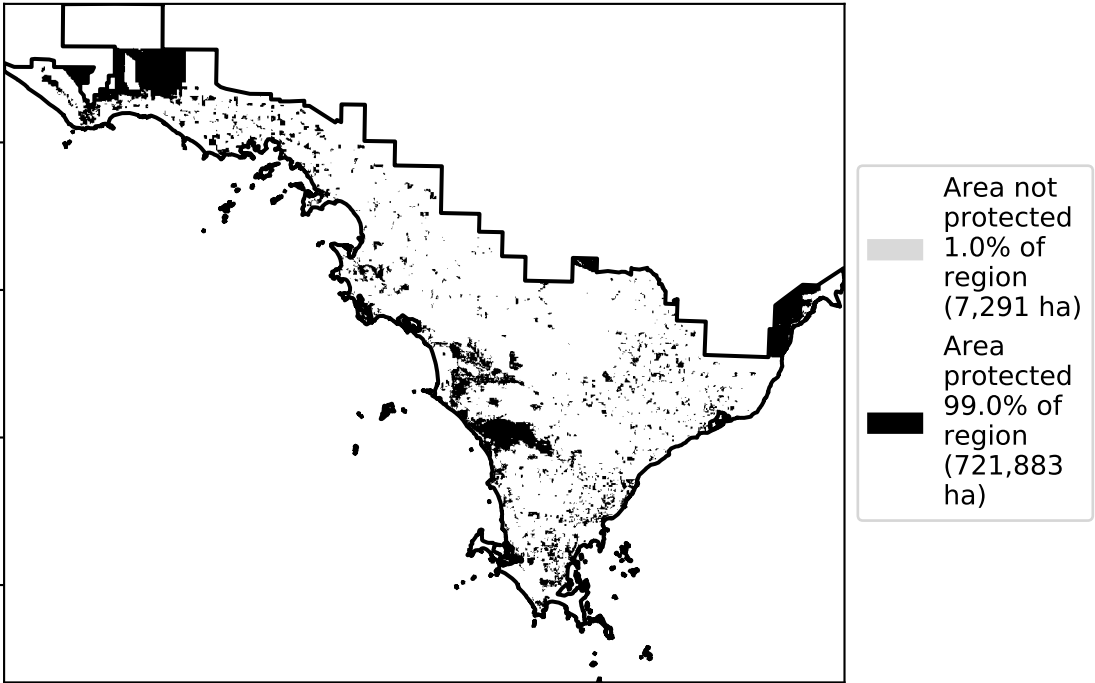 Area not
protected
1.0% of
region
(7,291 ha)
Area
protected
99.0% of
region
(721,883
ha)